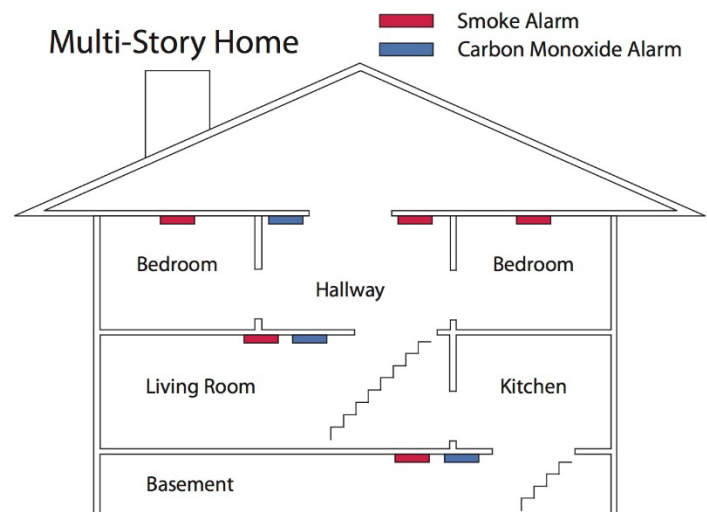 Multi-Story Home
Smoke Alarm
Carbon Monoxide Alarm
Bedroom
Hallway
Bedroom
Living Room
Kitchen
Basement